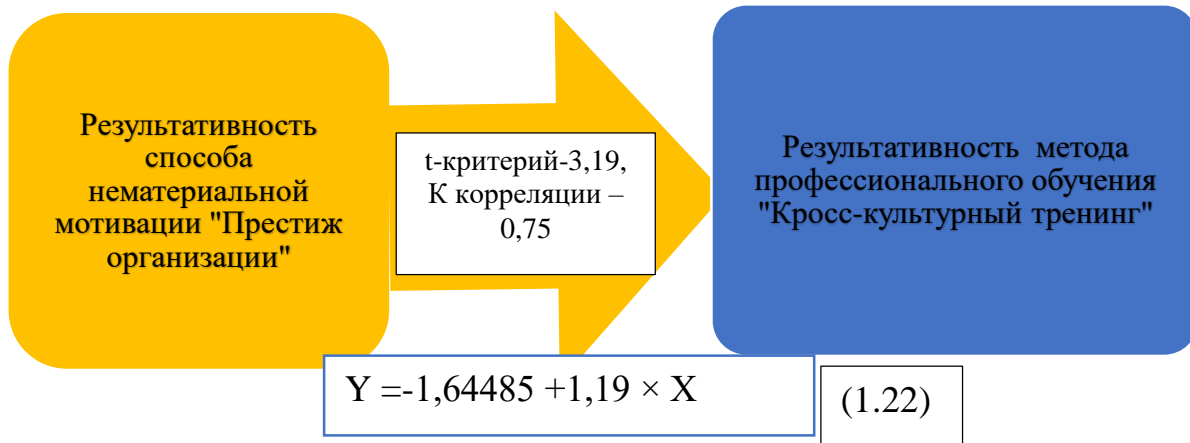 Результативность
способа
нематериальной
мотивации "Престиж
организации"
t-критерий-3,19,
К корреляции –
0,75
Результативность метода
профессионального обучения
"Кросс-культурный тренинг"
Y =-1,64485 +1,19 × X
(1.22)